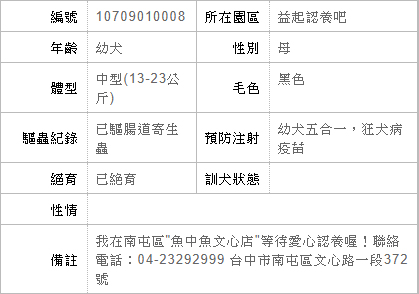 編號 10709010008 所在園區 益起認養吧
年齡 幼犬 性別 母
體型 中型(13-23公
斤) 毛色 黑色
驅蟲紀錄 已驅腸道寄生
蟲 預防注射 幼犬五合一，狂犬病
疫苗
絕育 已絕育 訓犬狀態
性情
備註 我在南屯區"魚中魚文心店"等待愛心認養喔！聯絡
電話：04-23292999 台中市南屯區文心路一段372
號